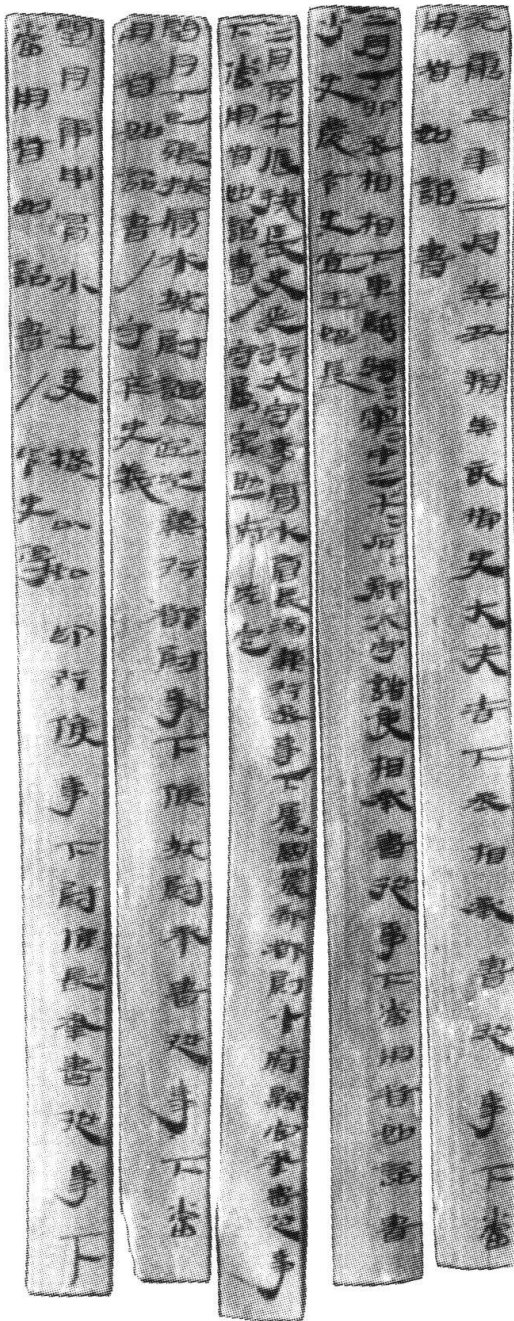 元康五年二月癸丑朔癸亥御史大夫吉下丞相承書從事下當
用者如詔書
二月丁卯丞相相下車騎將=軍=中二=千=石=郡大守諸侯相承書從事下當用者如詔書
少史慶令史宜王始長
三月丙午張掖長史延行大守事肩水倉長湯兼行丞事下屬國農部都尉小府縣官承書從事
下當用者如詔書/守屬宗助府佐定
閏月丁巳張掖肩水城尉誼以近次兼行都尉事下候城尉承書從事下當
用者如詔書/守卒史義
閏月庚申肩水士吏橫以私印行候事下尉候長承書從事下
當用者如詔書/令史得